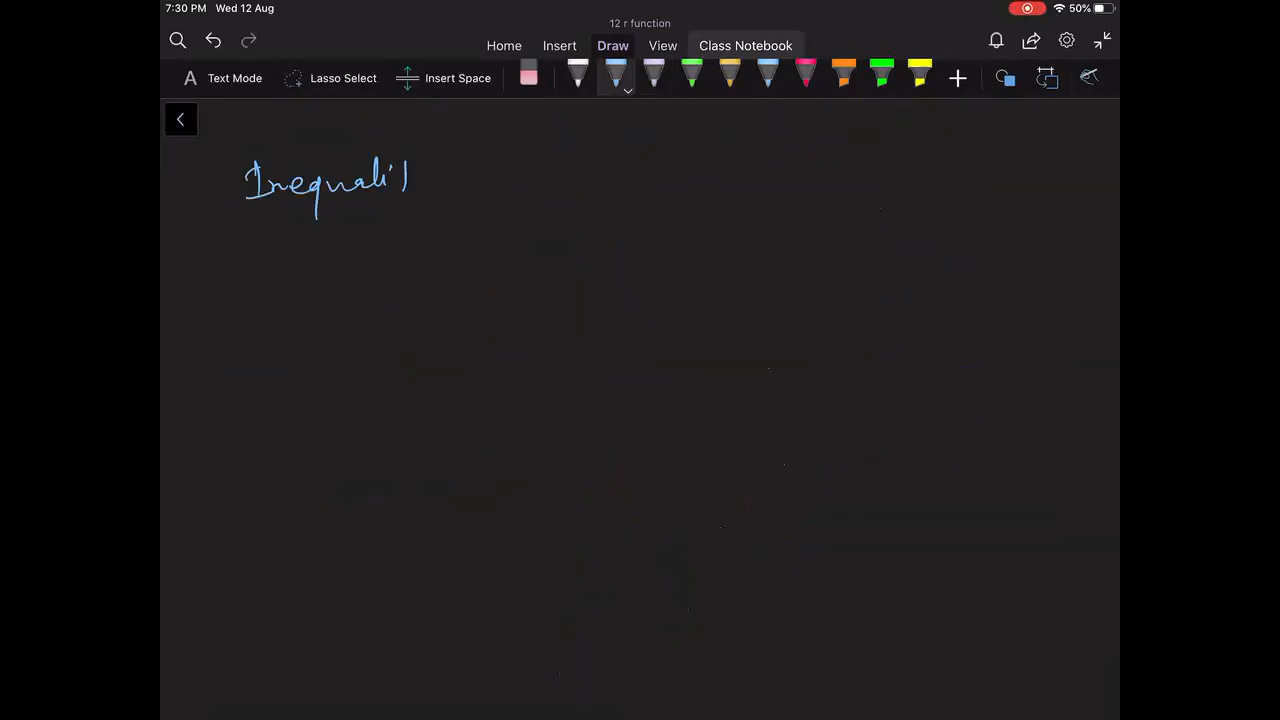 7:30 PM Wed 12 Aug 50%
12 r function
Home Insert Draw View Class Notebook
A Text Mode Lasso Select Insert Space
Inequali